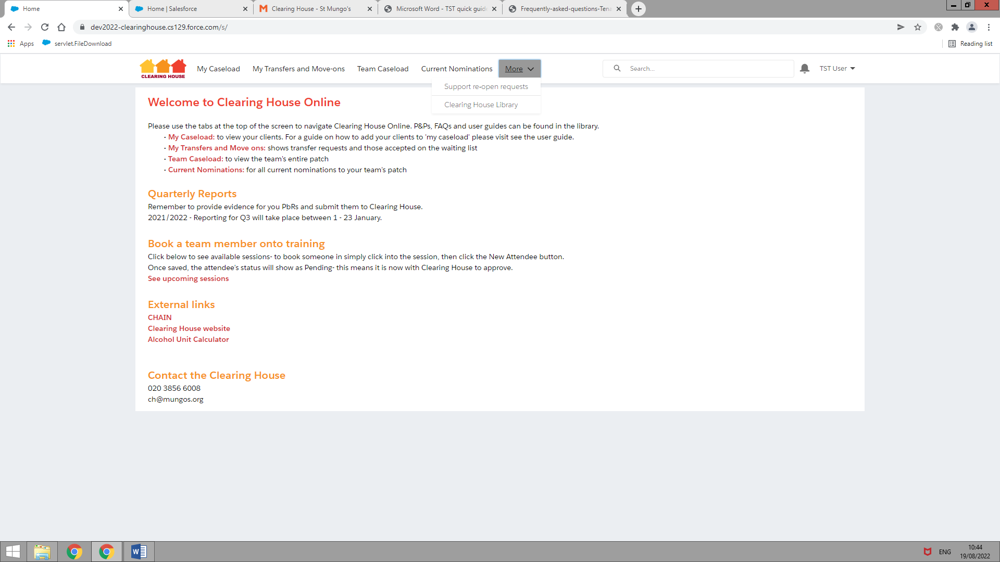 Home
Home | Salesforce
Clearing House - St Mungo's
Microsoft Word - TST quick guid
Frequently-asked-questions-Tena
dev2022-clearinghouse.cs129.force.com/s/
Apps
servlet.FileDownload
Reading list
CLEARING HOUSE
My Caseload
My Transfers and Move-ons
Team Caseload
Current Nominations
More
Search...
TST User
Support re-open requests
Clearing House Library
Welcome to Clearing House Online
Please use the tabs at the top of the screen to navigate Clearing House Online. P&Ps, FAQs and user guides can be found in the library.
• My Caseload: to view your clients. For a guide on how to add your clients to 'my caseload' please visit see the user guide.
• My Transfers and Move ons: shows transfer requests and those accepted on the waiting list
• Team Caseload: to view the team's entire patch
• Current Nominations: for all current nominations to your team's patch
Quarterly Reports
Remember to provide evidence for you PbRs and submit them to Clearing House.
2021/2022 - Reporting for Q3 will take place between 1 - 23 January.
Book a team member onto training
Click below to see available sessions- to book someone in simply click into the session, then click the New Attendee button.
Once saved, the attendee's status will show as Pending- this means it is now with Clearing House to approve.
See upcoming sessions
External links
CHAIN
Clearing House website
Alcohol Unit Calculator
Contact the Clearing House
020 3856 6008
ch@mungos.org
ENG
10:44
19/08/2022